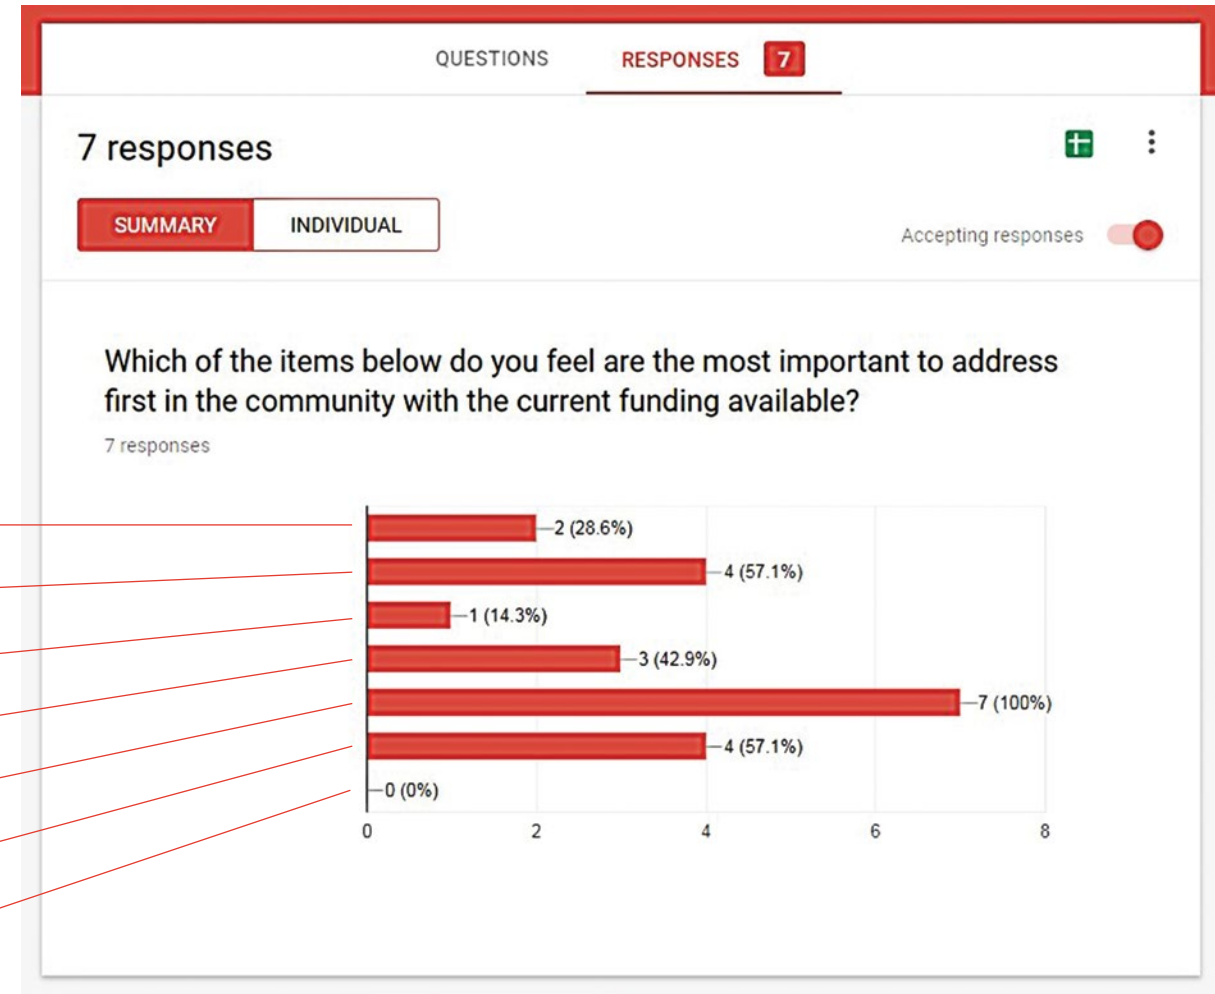 QUESTIONS
RESPONSES 7
7 responses
SUMMARY
INDIVIDUAL
Accepting responses
Which of the items below do you feel are the most important to address
first in the community with the current funding available?
7 responses
2 (28.6%)
4 (57.1%)
1 (14.3%)
3 (42.9%)
7 (100%)
4 (57.1%)
0 (0%)
0 2 4 6 8